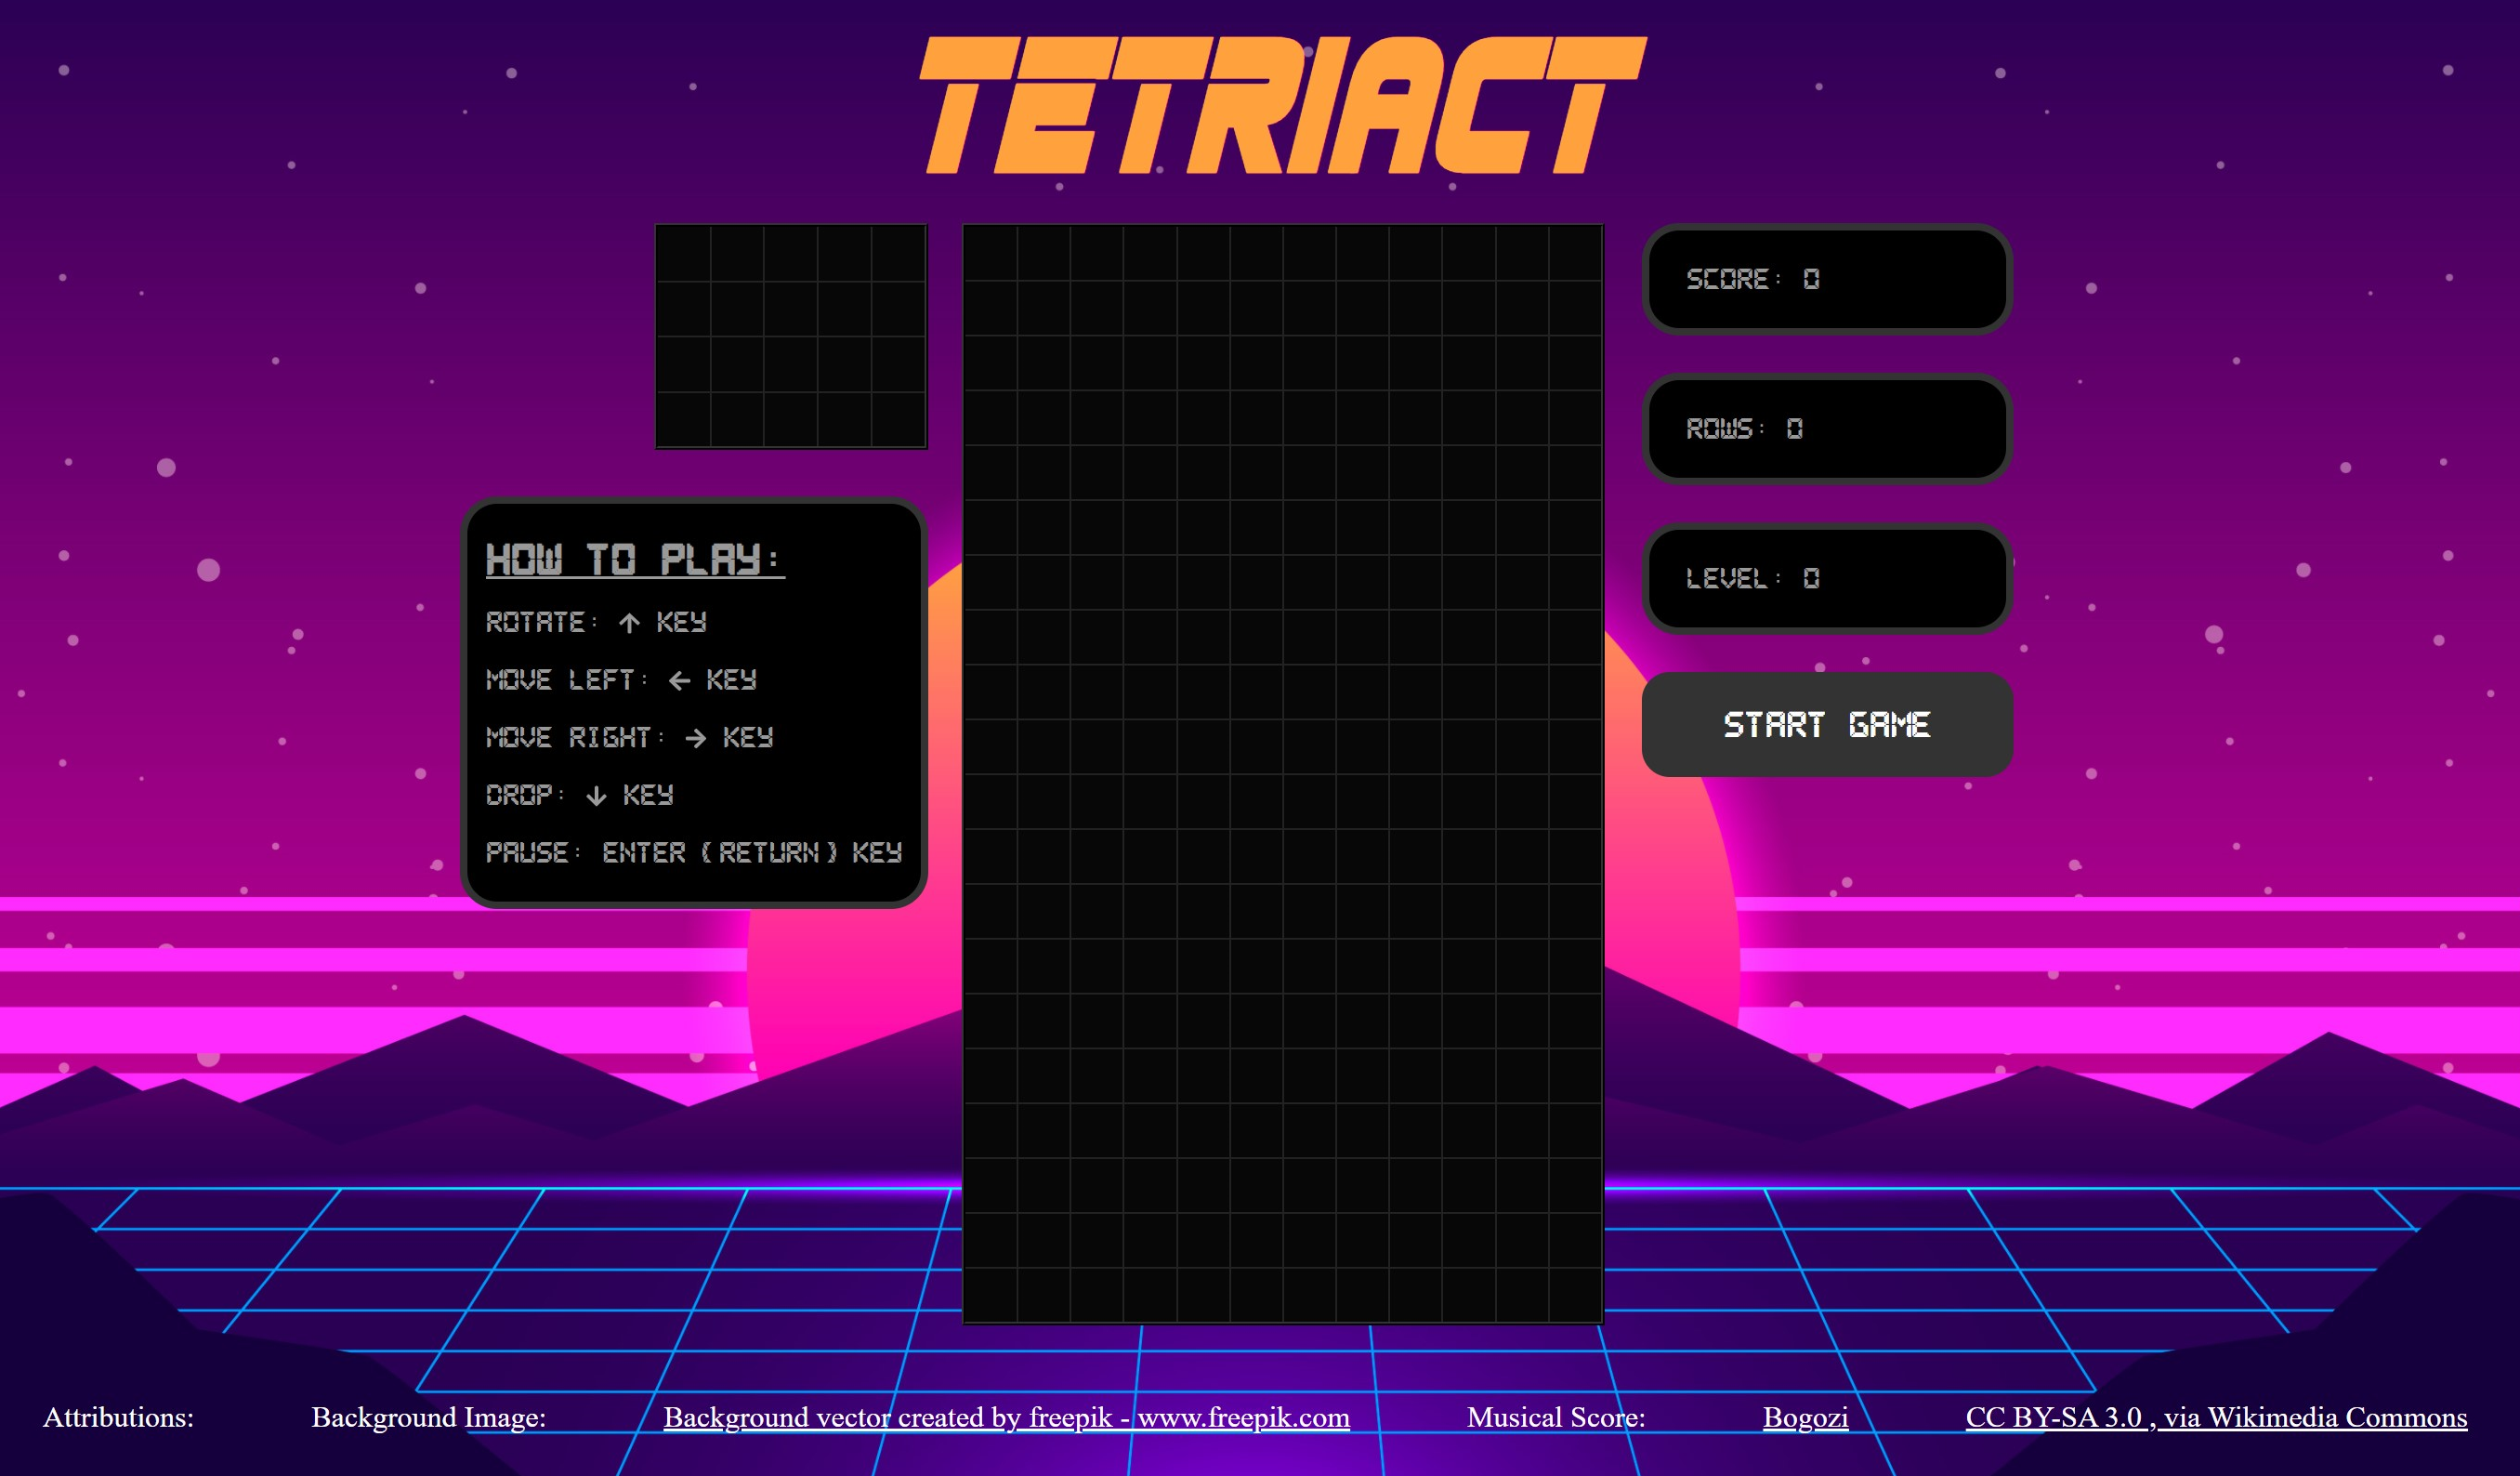 TETRIACT
SCORE: 0
ROWS: 0
LEVEL: 0
START GAME
HOW TO PLAY:
ROTATE: ↑ KEY
MOVE LEFT: ← KEY
MOVE RIGHT: → KEY
DROP: ↓ KEY
PAUSE: ENTER (RETURN) KEY
Attributions: Background Image: Background vector created by freepik - www.freepik.com Musical Score: Bogozi CC BY-SA 3.0 , via Wikimedia Commons